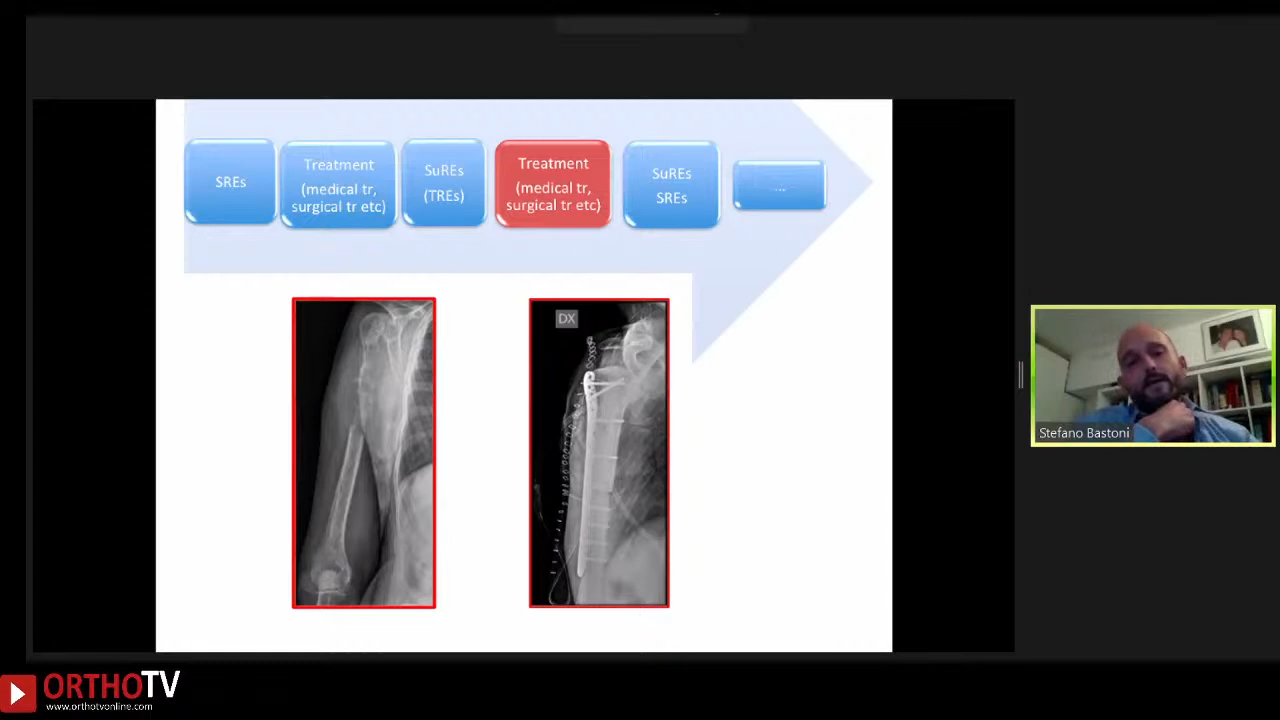 SREs
Treatment
(medical tr,
surgical tr etc)
SuREs
(TREs)
Treatment
(medical tr,
surgical tr etc)
SuREs
SREs
...
DX
Stefano Bastoni
ORTHOTV
www.orthotvonline.com